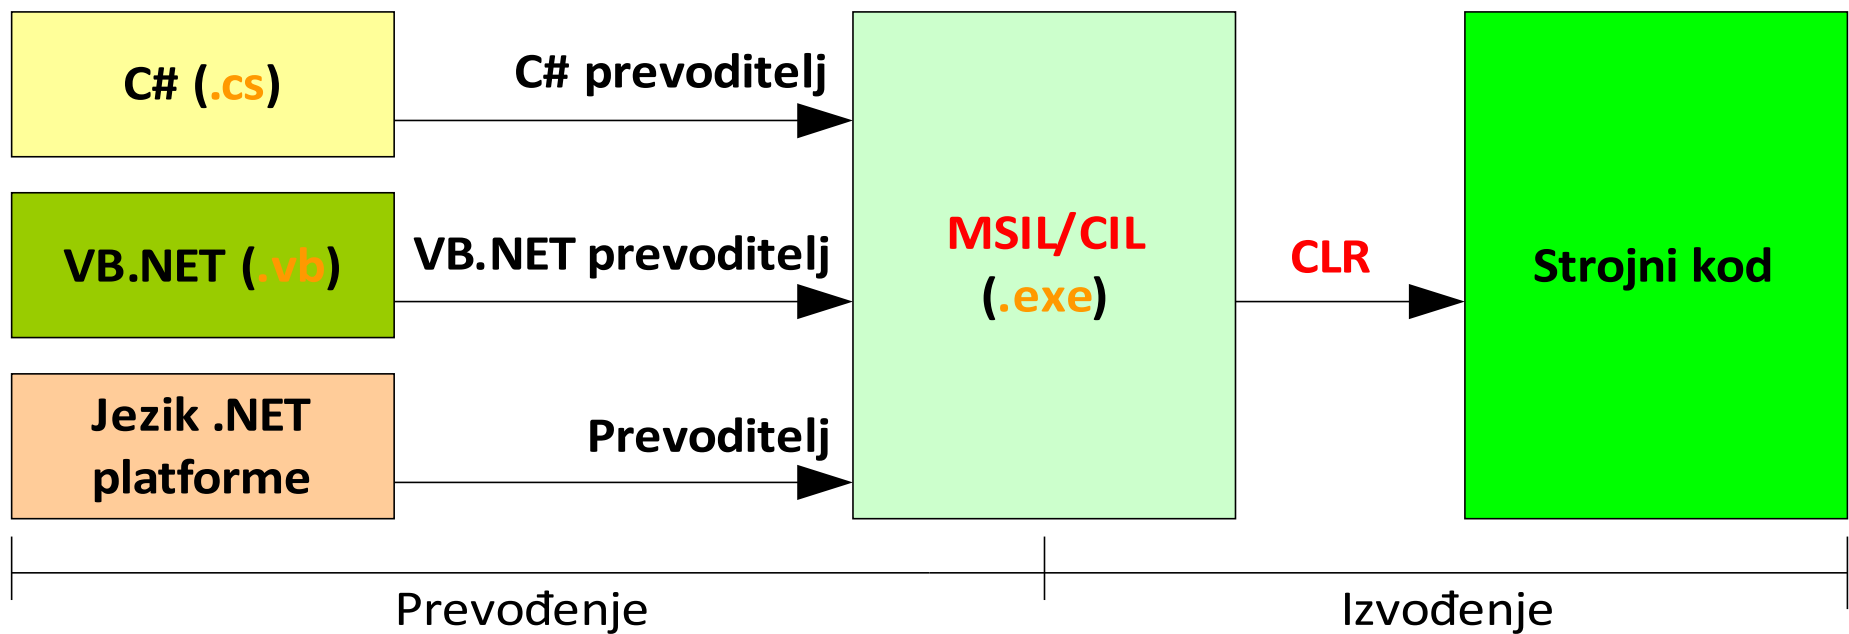 C# (.cs)
C# prevoditelj
VB.NET (.vb)
VB.NET prevoditelj
Jezik .NET
platforme
Prevoditelj
MSIL/CIL
(.exe)
CLR
Strojni kod
Prevođenje
Izvođenje